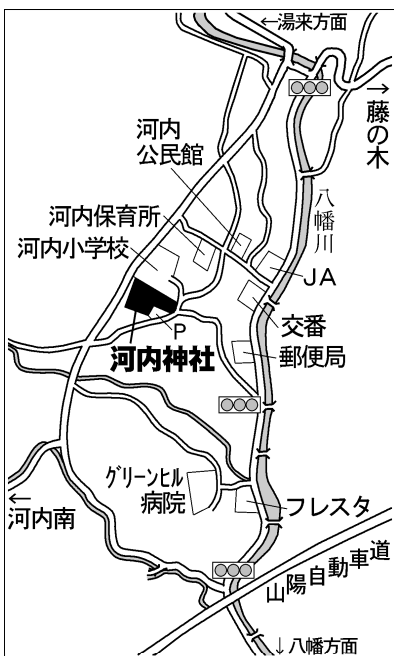 ←湯来方面
→
藤の木
河内
公民館
八幡川
河内保育所
河内小学校
JA
P
交番
河内神社
郵便局
グリーンヒル
病院
フレスタ
←
河内南
山陽自動車道
↓八幡方面